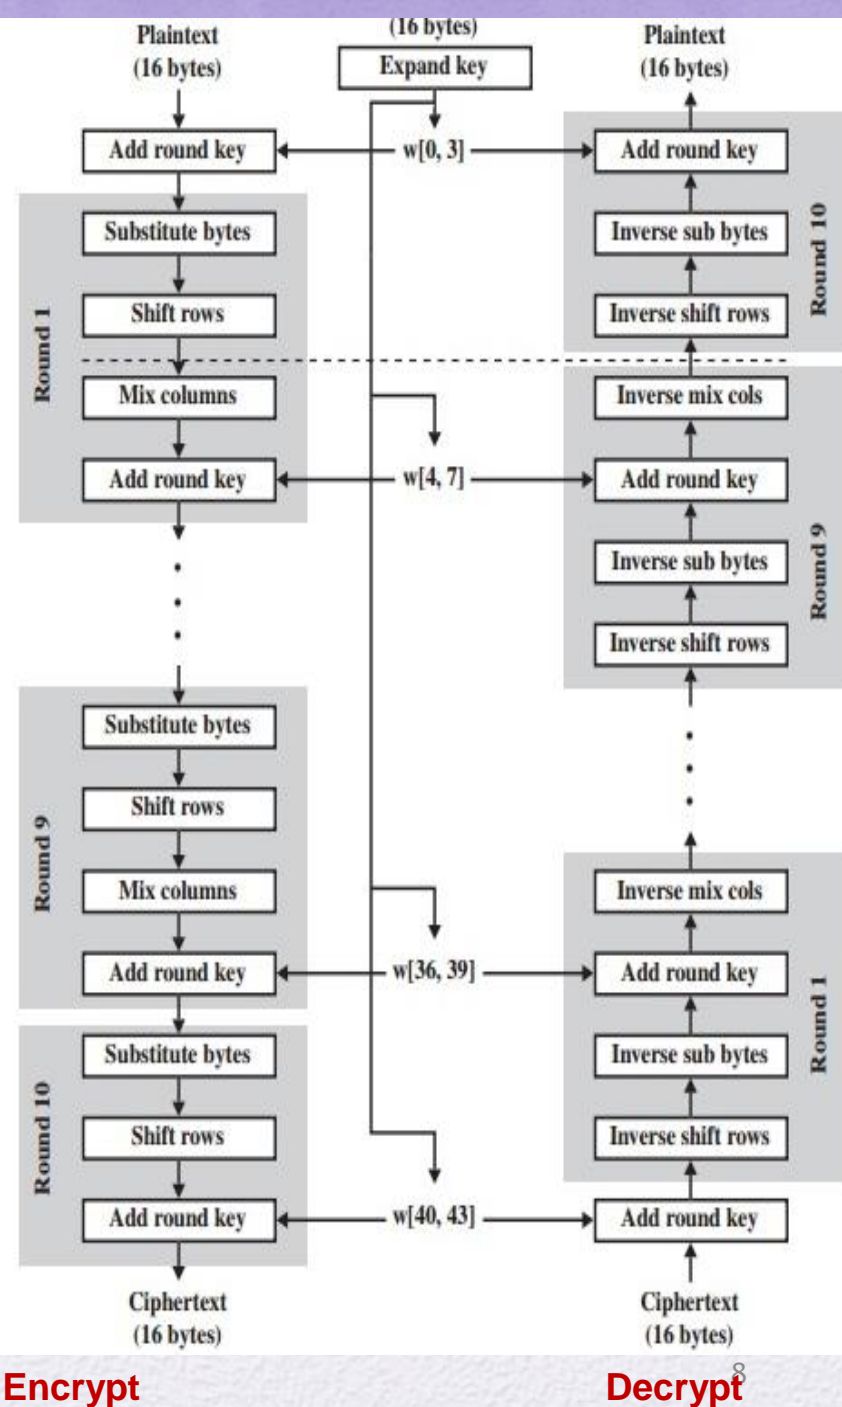 Plaintext
(16 bytes)
Add round key
Round 1
Substitute bytes
Shift rows
Mix columns
Add round key
Round 9
Substitute bytes
Shift rows
Mix columns
Add round key
Round 10
Substitute bytes
Shift rows
Add round key
Ciphertext
(16 bytes)
Encrypt
(16 bytes)
Expand key
w[0, 3]
w[4, 7]
w[36, 39]
w[40, 43]
Plaintext
(16 bytes)
Add round key
Inverse sub bytes
Inverse shift rows
Round 10
Inverse mix cols
Add round key
Inverse sub bytes
Inverse shift rows
Round 9
Inverse mix cols
Add round key
Inverse sub bytes
Inverse shift rows
Round 1
Add round key
Ciphertext
(16 bytes)
8
Decrypt